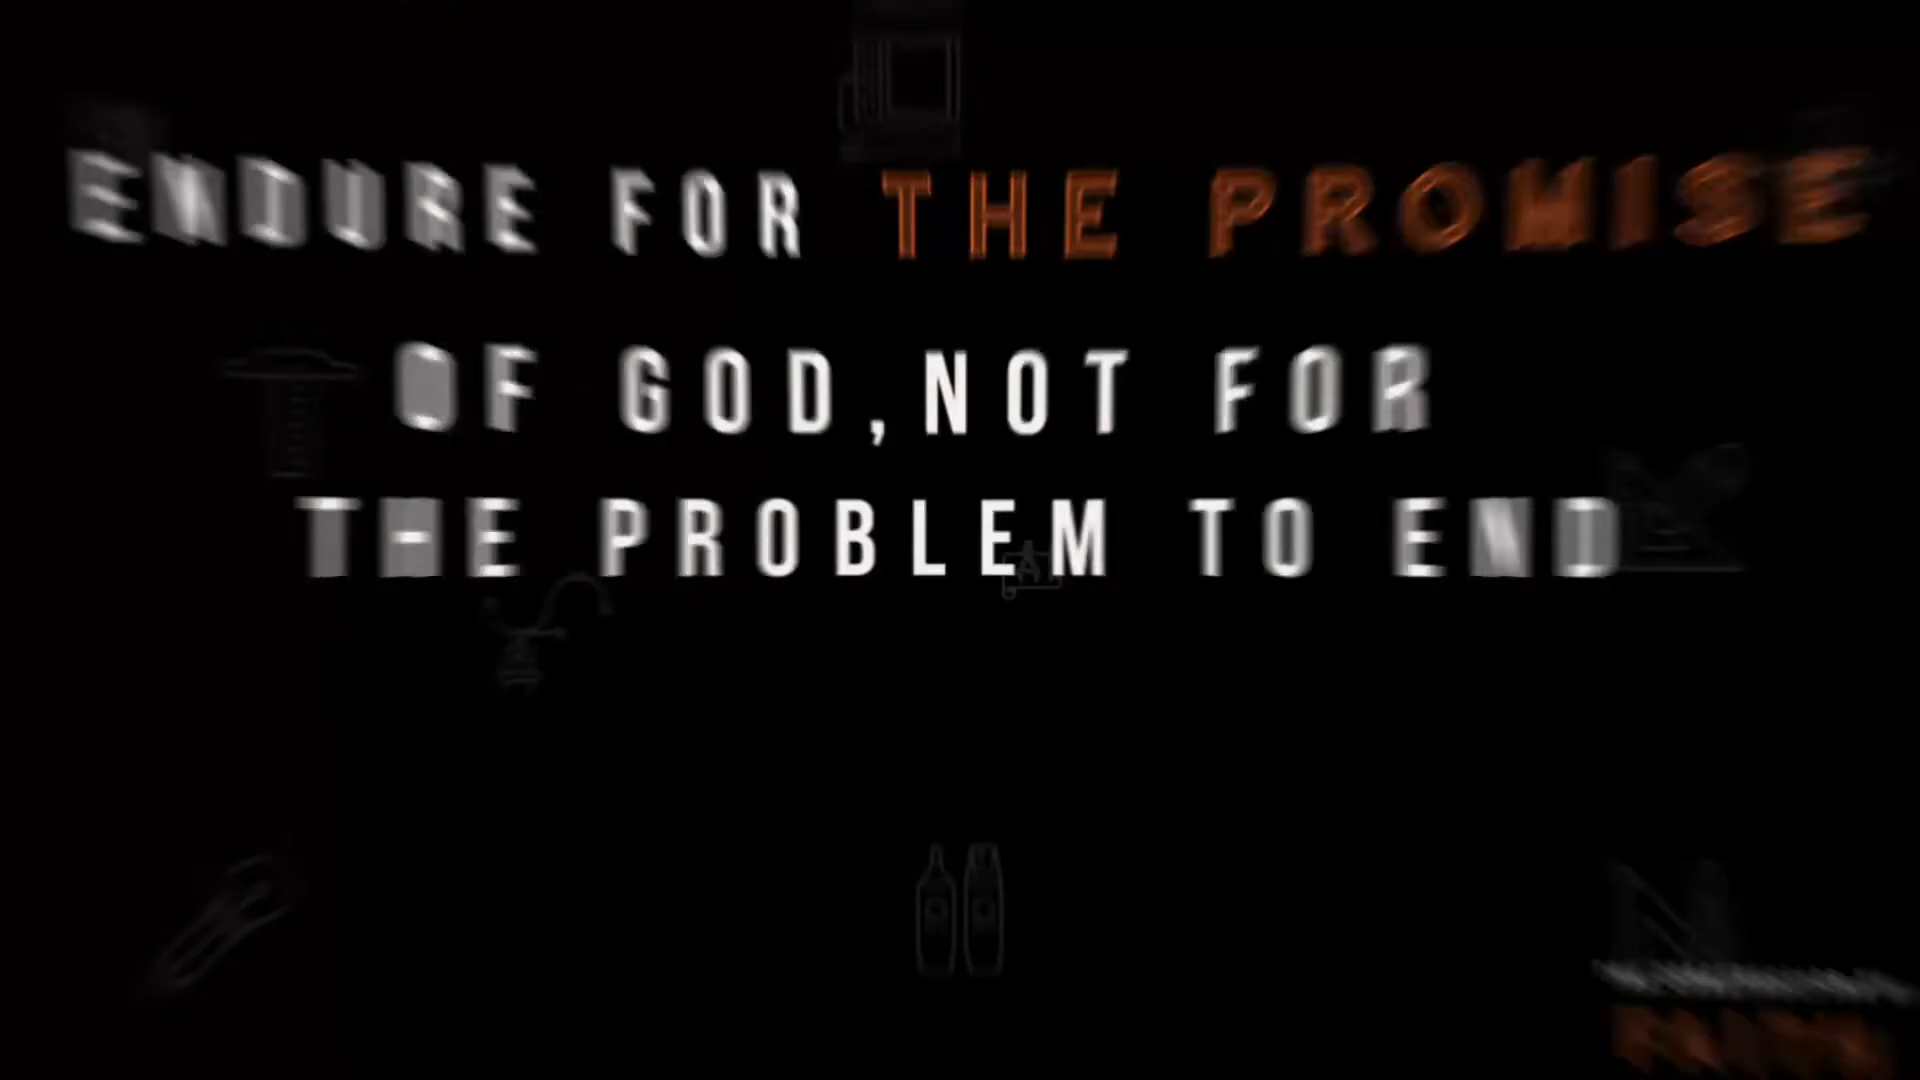 ENDURE FOR THE PROMISE
OF GOD,NOT FOR
THE PROBLEM TO END